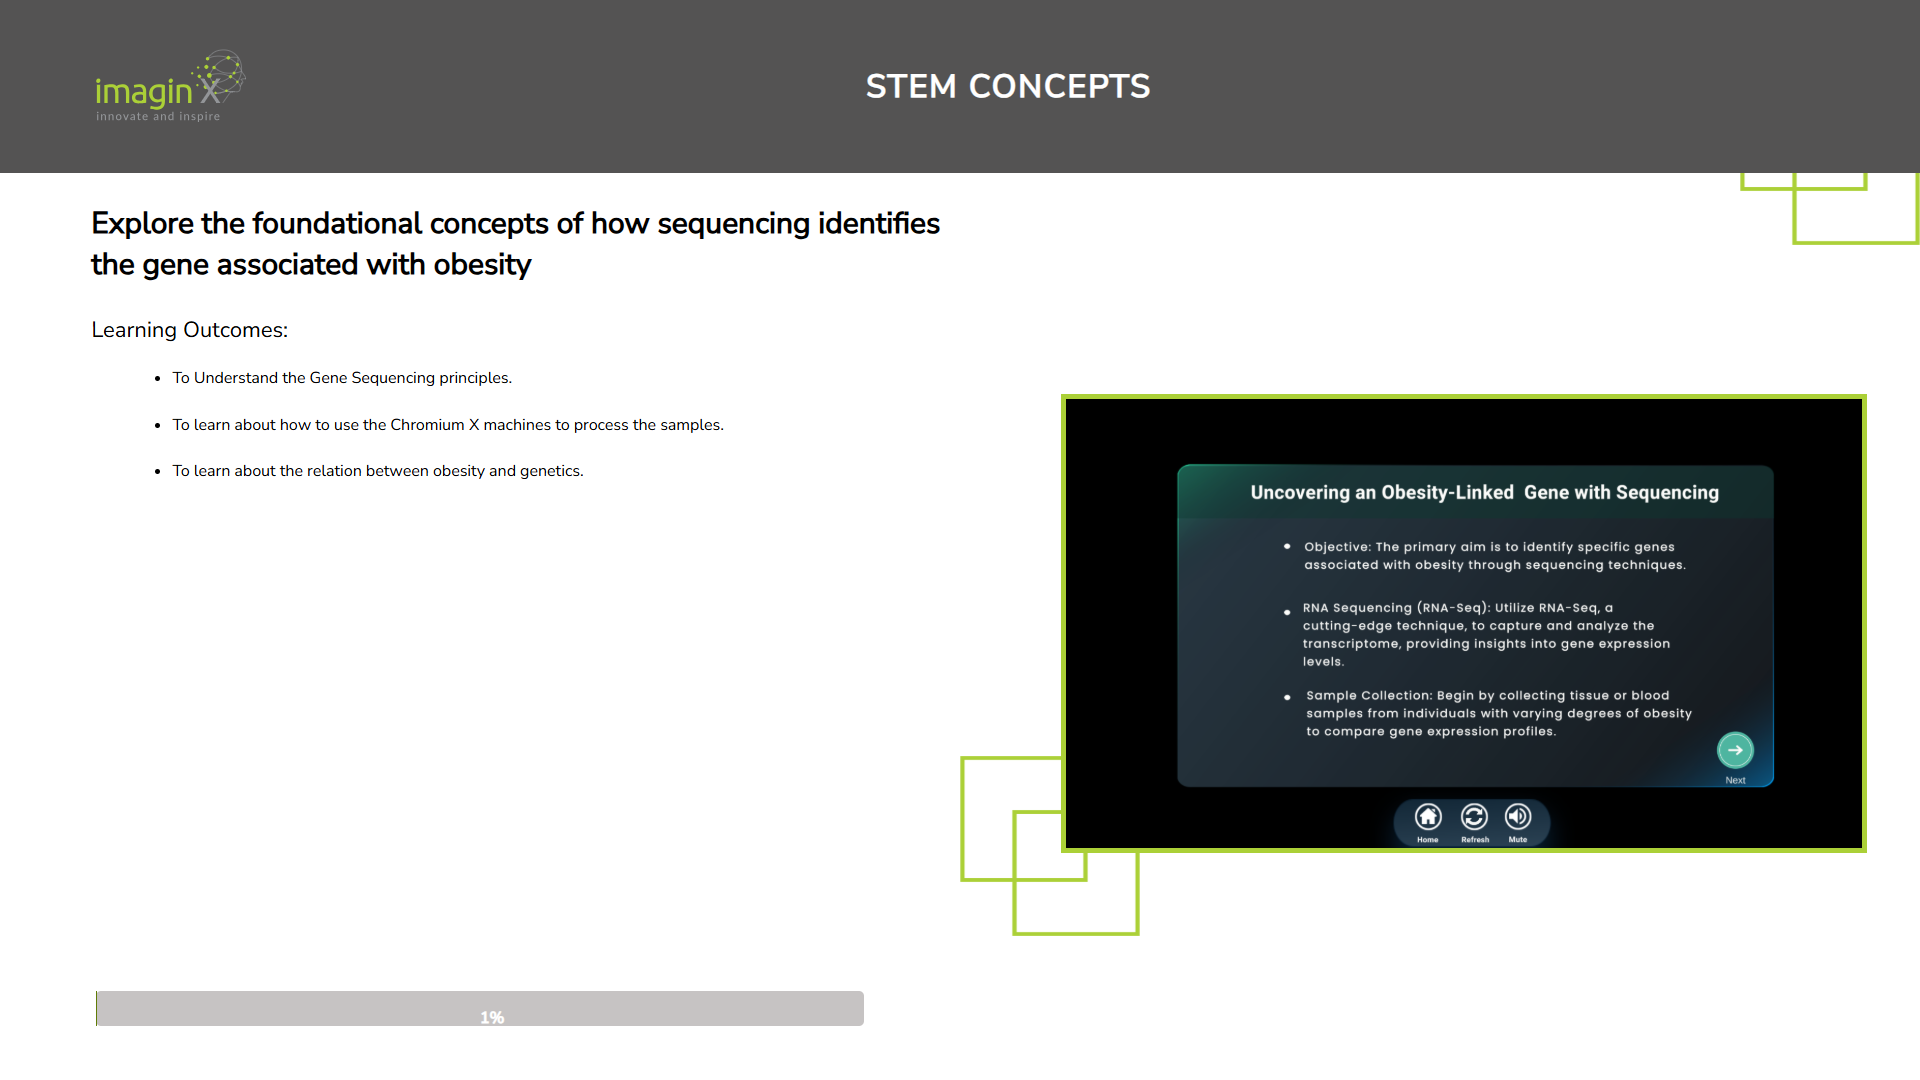 imagin X
innovate and inspire
STEM CONCEPTS
Explore the foundational concepts of how sequencing identifies
the gene associated with obesity
Learning Outcomes:
• To Understand the Gene Sequencing principles.
• To learn about how to use the Chromium X machines to process the samples.
• To learn about the relation between obesity and genetics.
Uncovering an Obesity-Linked Gene with Sequencing
• Objective: The primary aim is to identify specific genes
associated with obesity through sequencing techniques.
• RNA Sequencing (RNA-Seq): Utilize RNA-Seq, a
cutting-edge technique, to capture and analyze the
transcriptome, providing insights into gene expression
levels.
• Sample Collection: Begin by collecting tissue or blood
samples from individuals with varying degrees of obesity
to compare gene expression profiles.
Next
Home Refresh Mute
1%